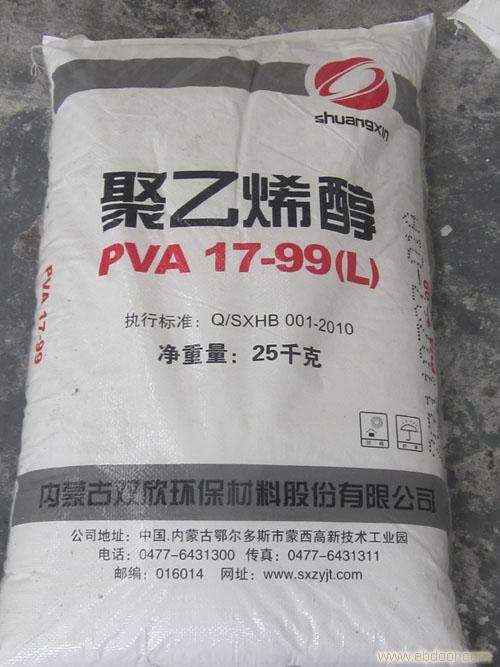 shuangxin
聚乙烯醇
PVA 17-99(L)
PVA 17-99
执行标准：Q/SXHB 001-2010
净重量：25千克
内蒙古双欣环保材料股份有限公司
公司地址：中国.内蒙古鄂尔多斯市蒙西高新技术工业园
电话：0477-6431300 传真：0477-6431311
邮编：016014 网址：www.sxzyjt.com
www.ebdoor.com